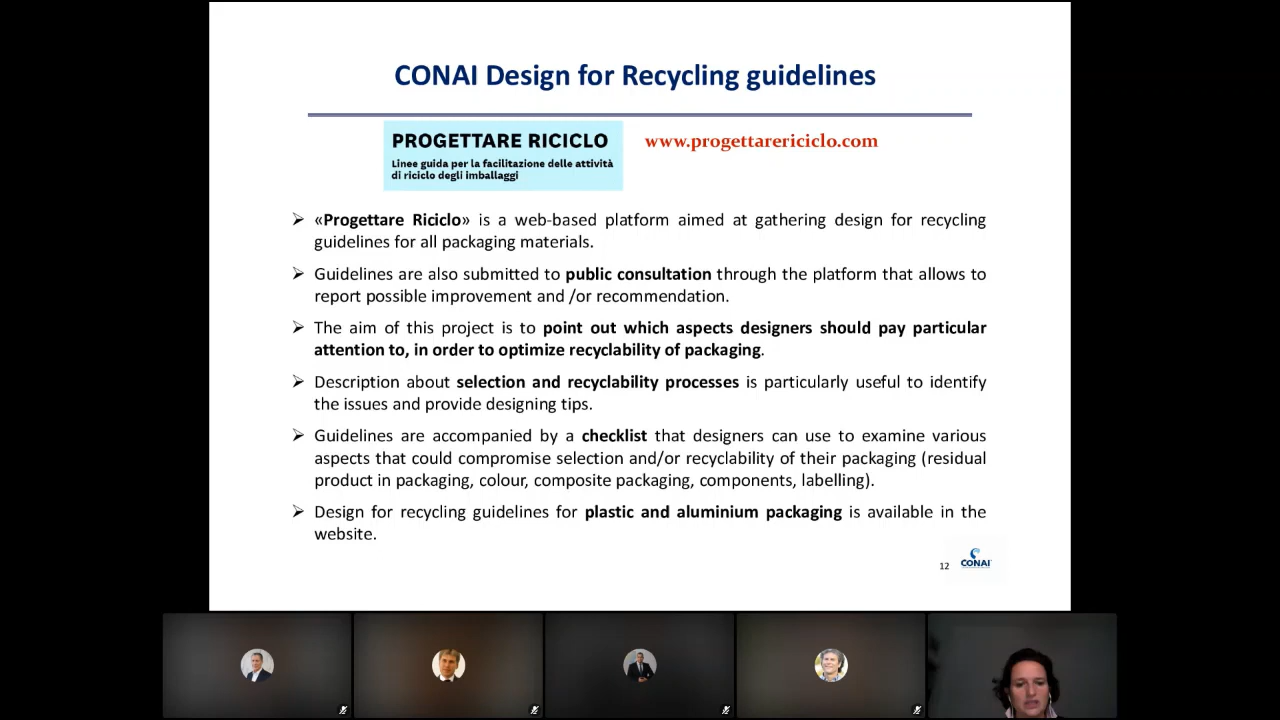 CONAI Design for Recycling guidelines
PROGETTARE RICICLO
Linee guida per la facilitazione delle attività
di riciclo degli imballaggi
www.progettarericiclo.com
➢ «Progettare Riciclo» is a web-based platform aimed at gathering design for recycling
guidelines for all packaging materials.
➢ Guidelines are also submitted to public consultation through the platform that allows to
report possible improvement and /or recommendation.
➢ The aim of this project is to point out which aspects designers should pay particular
attention to, in order to optimize recyclability of packaging.
➢ Description about selection and recyclability processes is particularly useful to identify
the issues and provide designing tips.
➢ Guidelines are accompanied by a checklist that designers can use to examine various
aspects that could compromise selection and/or recyclability of their packaging (residual
product in packaging, colour, composite packaging, components, labelling).
➢ Design for recycling guidelines for plastic and aluminium packaging is available in the
website.
12
CONAI